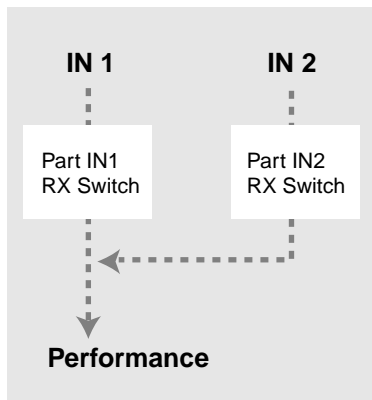 IN 1
IN 2
Part IN1
RX Switch
Part IN2
RX Switch
Performance